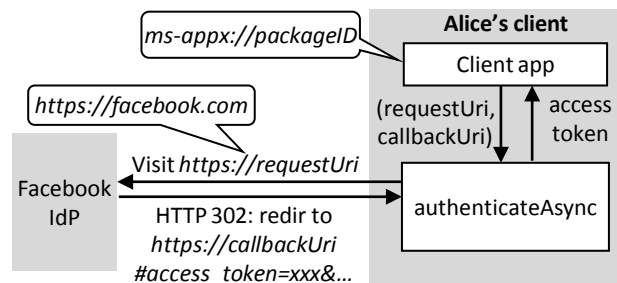 Alice's client
ms-appx://packageID
Client app
https://facebook.com
(requestUri,
callbackUri)
access
token
Visit https://requestUri
Facebook
IdP
authenticateAsync
HTTP 302: redir to
https://callbackUri
#access_token=xxx&...